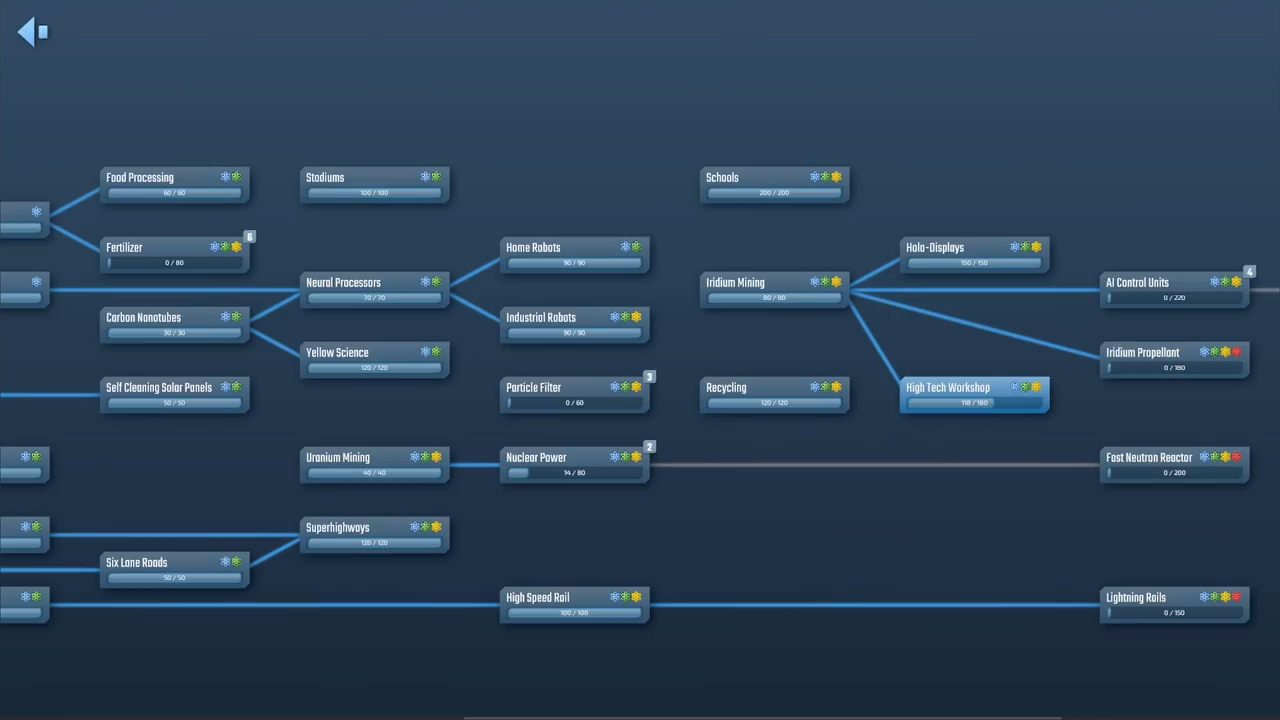 Food Processing
60 / 60
Stadiums
100 / 100
Schools
200 / 200
6
Fertilizer
0 / 80
Home Robots
90 / 90
Holo-Displays
150 / 150
Neural Processors
70 / 70
Iridium Mining
80 / 80
4
AI Control Units
0 / 220
Carbon Nanotubes
30 / 30
Industrial Robots
90 / 90
Yellow Science
120 / 120
Iridium Propellant
0 / 180
Self Cleaning Solar Panels
50 / 50
3
Particle Filter
0 / 60
Recycling
120 / 120
High Tech Workshop
118 / 180
Uranium Mining
40 / 40
2
Nuclear Power
14 / 80
Fast Neutron Reactor
0 / 200
Superhighways
120 / 120
Six Lane Roads
50 / 50
High Speed Rail
100 / 100
Lightning Rails
0 / 150